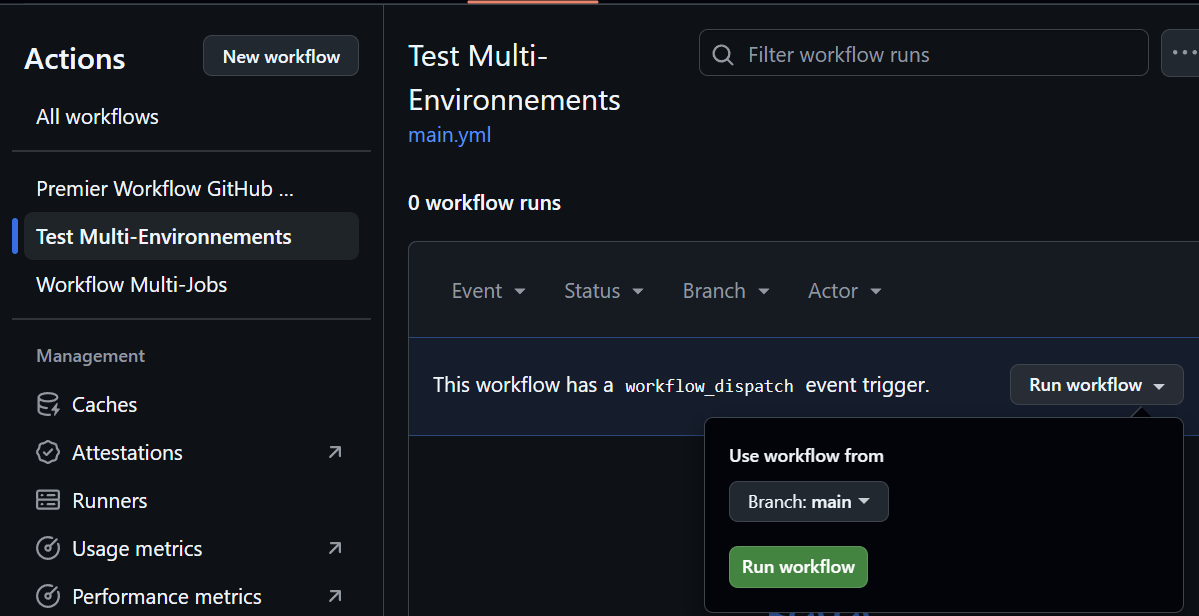 Actions
New workflow
All workflows
Premier Workflow GitHub ...
Test Multi-Environnements
Workflow Multi-Jobs
Management
Caches
Attestations
Runners
Usage metrics
Performance metrics
Test Multi-
Environnements
main.yml
Filter workflow runs
0 workflow runs
Event
Status
Branch
Actor
This workflow has a workflow_dispatch event trigger.
Run workflow
Use workflow from
Branch: main
Run workflow